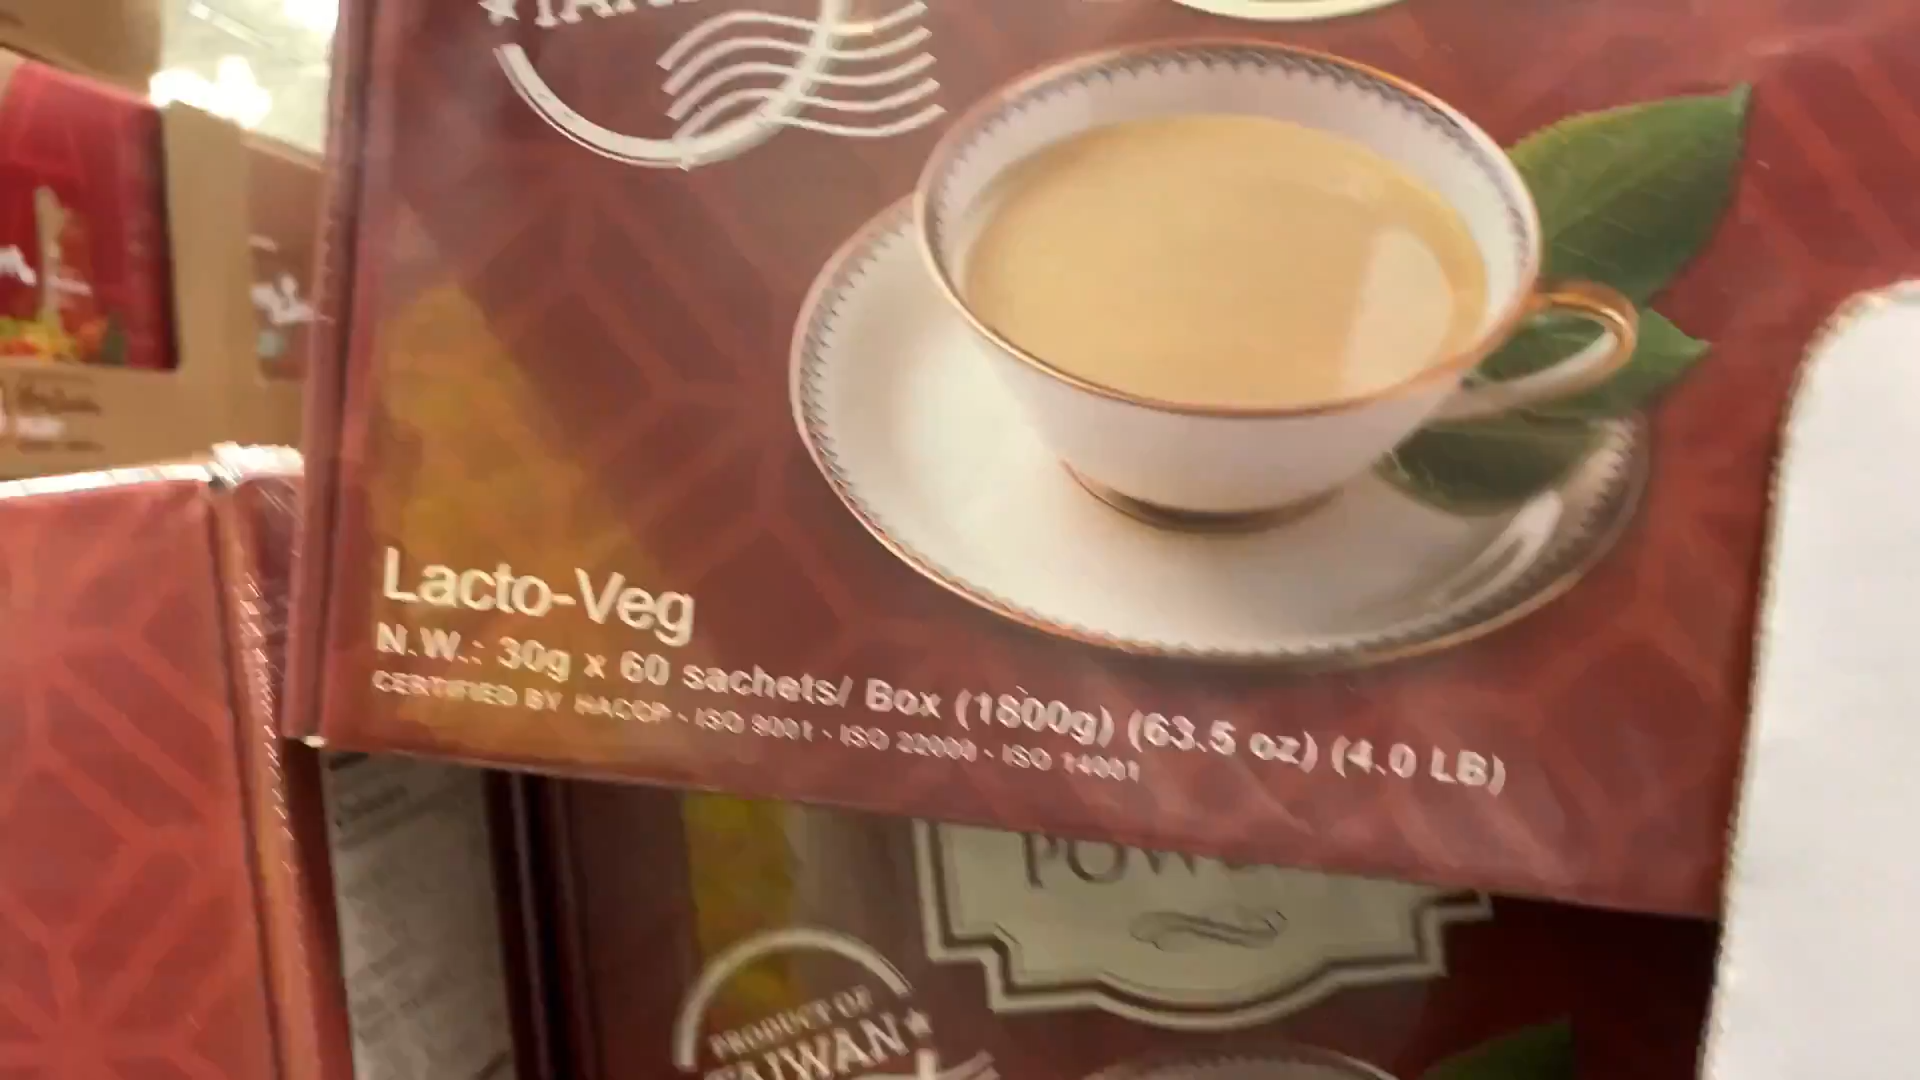 Lacto-Veg
N.W.: 30g x 60 sachets/ Box (1800g) (63.5 oz) (4.0 LB)
CERTIFIED BY HACCP - ISO 9001 - ISO 22000 - ISO 14001
PRODUCT OF
TAIWAN